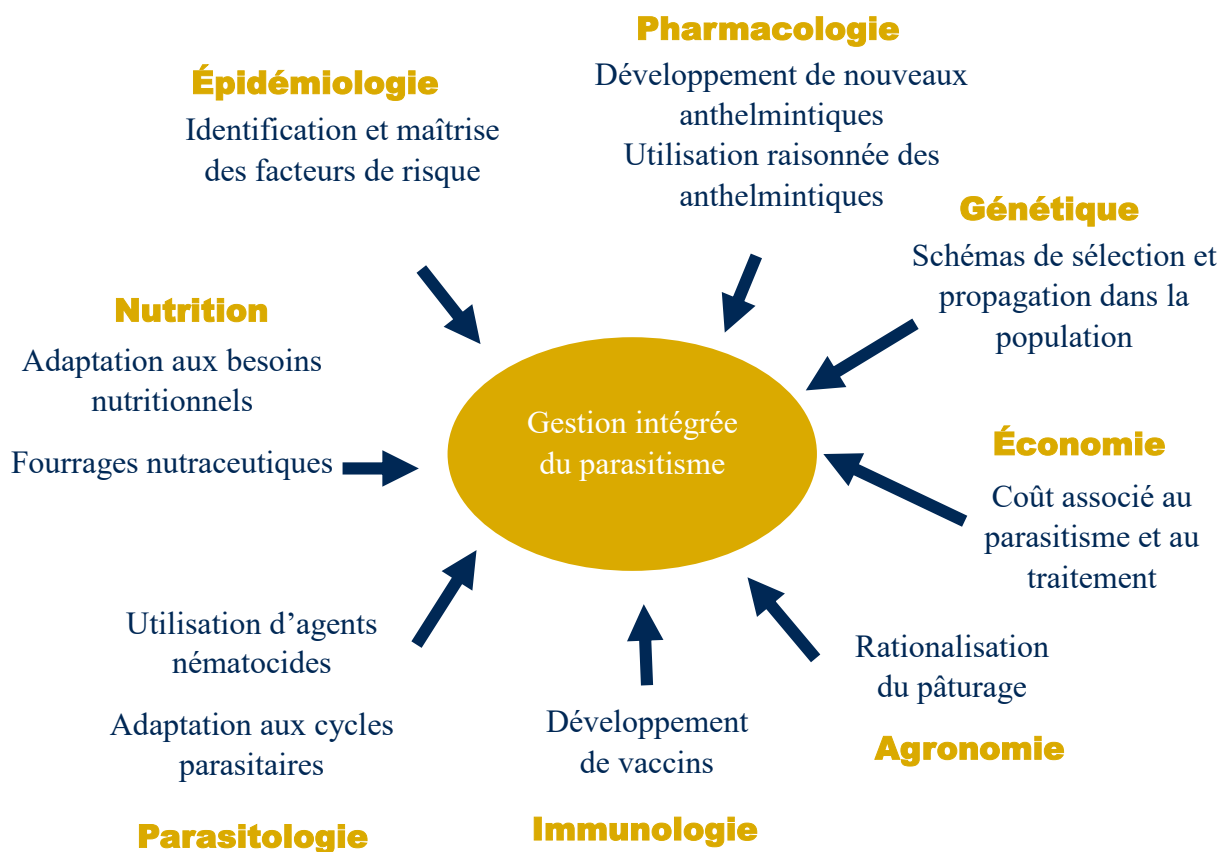 Pharmacologie
Développement de nouveaux
anthelmintiques
Utilisation raisonnée des
anthelmintiques
Épidémiologie
Identification et maîtrise
des facteurs de risque
Génétique
Schémas de sélection et
propagation dans la
population
Nutrition
Adaptation aux besoins
nutritionnels
Fourrages nutraceutiques
Gestion intégrée
du parasitisme
Économie
Coût associé au
parasitisme et au
traitement
Utilisation d’agents
nématocides
Adaptation aux cycles
parasitaires
Parasitologie
Développement
de vaccins
Immunologie
Rationalisation
du pâturage
Agronomie